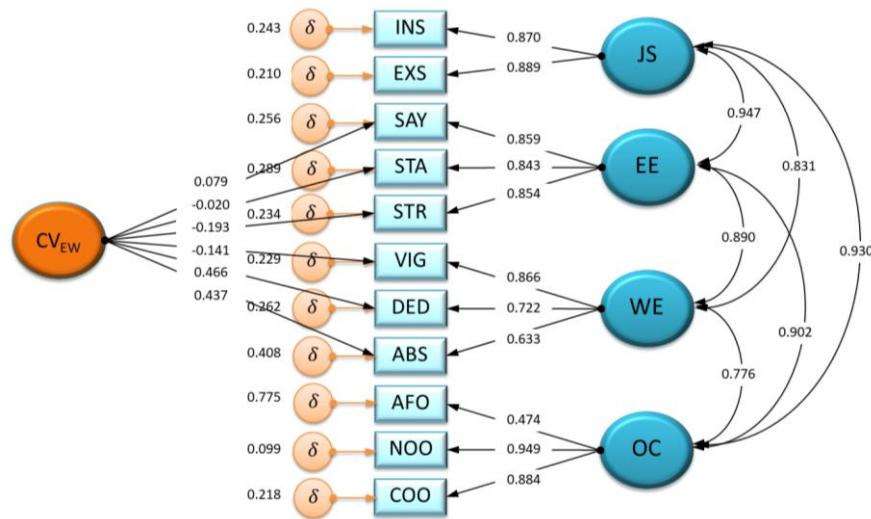 0.243 δ INS 0.870 JS
0.210 δ EXS 0.889
0.256 δ SAY 0.859 0.947
0.289 δ STA 0.843 EE 0.831
0.079
-0.020
0.234 δ STR 0.854
-0.193
CV_EW
-0.141
0.229 δ VIG 0.866 0.890 0.930
0.466
0.437
0.262 δ DED 0.722 WE
0.408 δ ABS 0.633 0.902
0.775 δ AFO 0.474 0.776
0.099 δ NOO 0.949 OC
0.218 δ COO 0.884